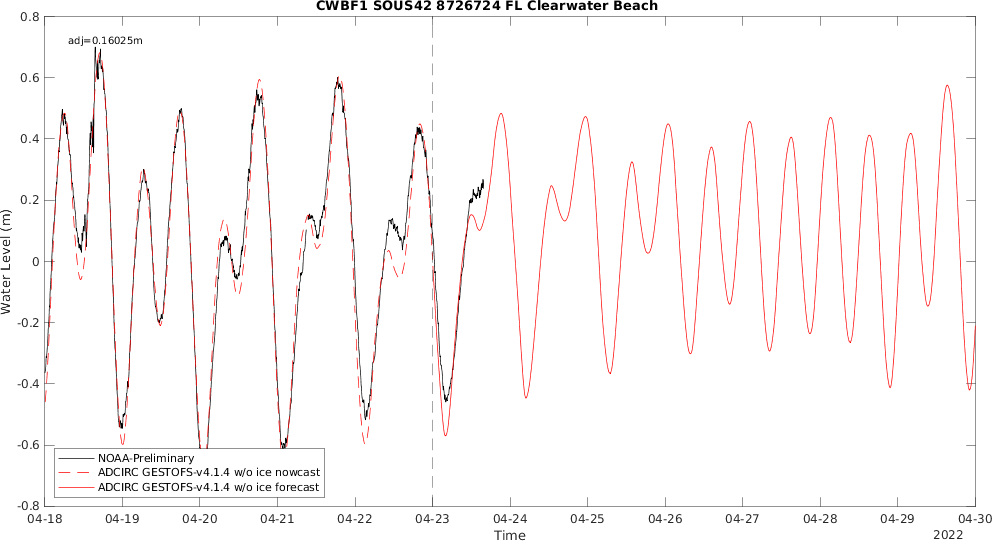 CWBF1 SOUS42 8726724 FL Clearwater Beach
adj=0.16025m
0.8
0.6
0.4
0.2
0
-0.2
-0.4
-0.6
-0.8
Water Level (m)
NOAA-Preliminary
ADCIRC GESTOFS-v4.1.4 w/o ice nowcast
ADCIRC GESTOFS-v4.1.4 w/o ice forecast
04-18 04-19 04-20 04-21 04-22 04-23 04-24 04-25 04-26 04-27 04-28 04-29 04-30
Time
2022